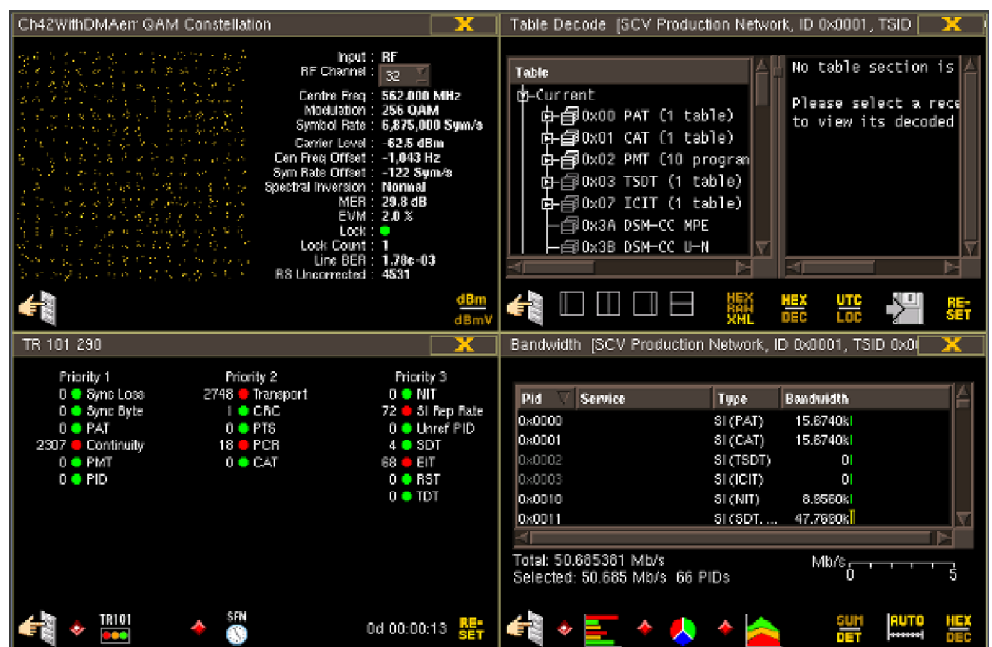 Ch42WithDMAerr QAM Constellation
Input : RF
RF Channel : 32
Centre Freq : 562.000 MHz
Modulation : 256 QAM
Symbol Rate : 6,875,000 Sym/s
Carrier Level : -62.5 dBm
Cen Freq Offset : -1,043 Hz
Sym Rate Offset : -122 Sym/s
Spectral Inversion : Normal
MER : 29.8 dB
EVM : 2.0 %
Lock :
Lock Count : 1
Line BER : 1.78e-03
RS Uncorrected : 4531
dBm
dBmV
Table Decode [SCV Production Network, ID 0x0001, TSID
Table
Current
0x00 PAT (1 table)
0x01 CAT (1 table)
0x02 PMT (10 program
0x03 TSDT (1 table)
0x07 ICIT (1 table)
0x3A DSM-CC MPE
0x3B DSM-CC U-N
No table section is
Please select a rece
to view its decoded
HEX RAW XML
HEX DEC
UTC LOC
RE-SET
TR 101 290
Priority 1
0 Sync Loss
0 Sync Byte
0 PAT
2307 Continuity
0 PMT
0 PID
Priority 2
2748 Transport
1 CRC
0 PTS
18 PCR
0 CAT
Priority 3
0 NIT
72 SI Rep Rate
0 Unref PID
4 SDT
68 EIT
0 RST
0 TDT
TR101
SFN
0d 00:00:13
RE-SET
Bandwidth [SCV Production Network, ID 0x0001, TSID 0x0
Pid Service Type Bandwidth
0x0000 SI (PAT) 15.6740k
0x0001 SI (CAT) 15.6740k
0x0002 SI (TSDT) 0
0x0003 SI (ICIT) 0
0x0010 SI (NIT) 8.9560k
0x0011 SI (SDT, ... 47.7690k
Total: 50.685381 Mb/s
Selected: 50.685 Mb/s 66 PIDs
Mb/s
0 5
SUM DET
AUTO
HEX DEC